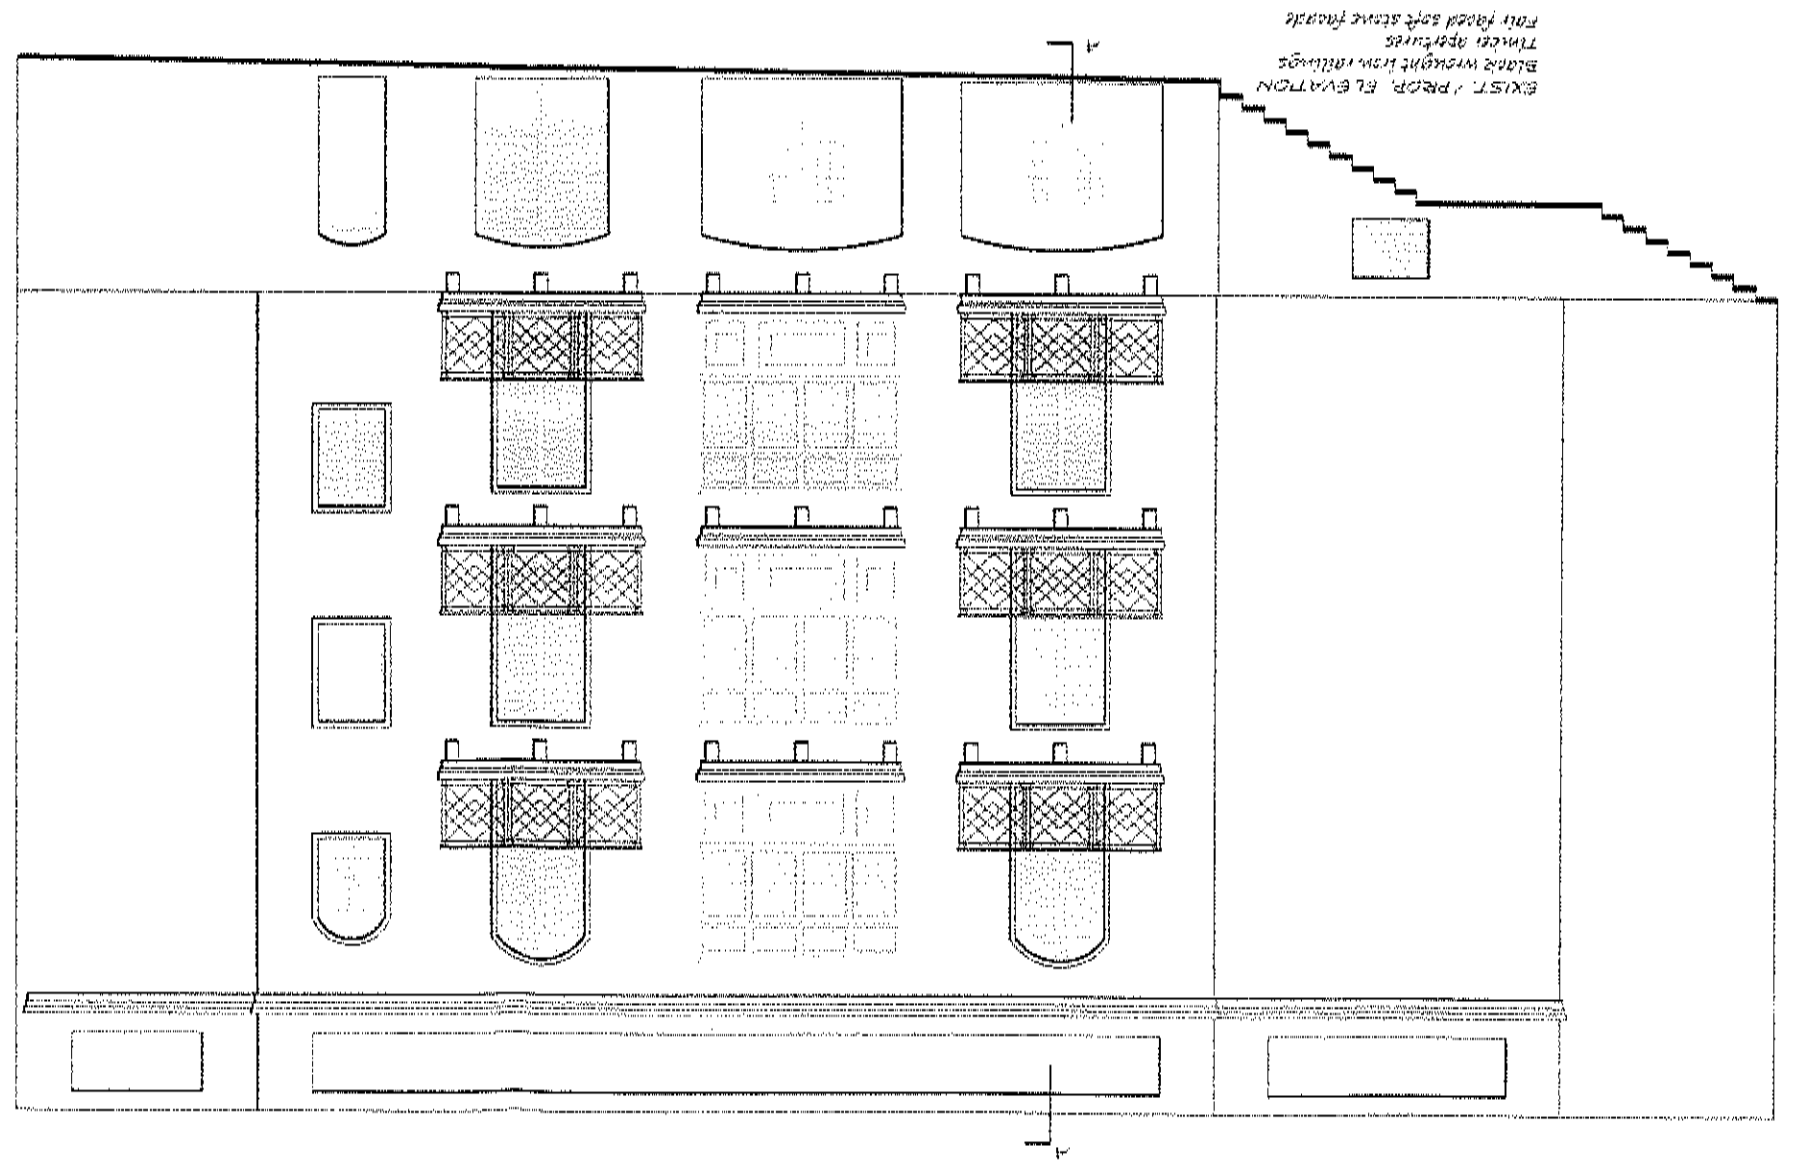 EXIST. / PROP. ELEVATION
Black wrought iron railings
Timber apertures
Fair faced soft stone facade